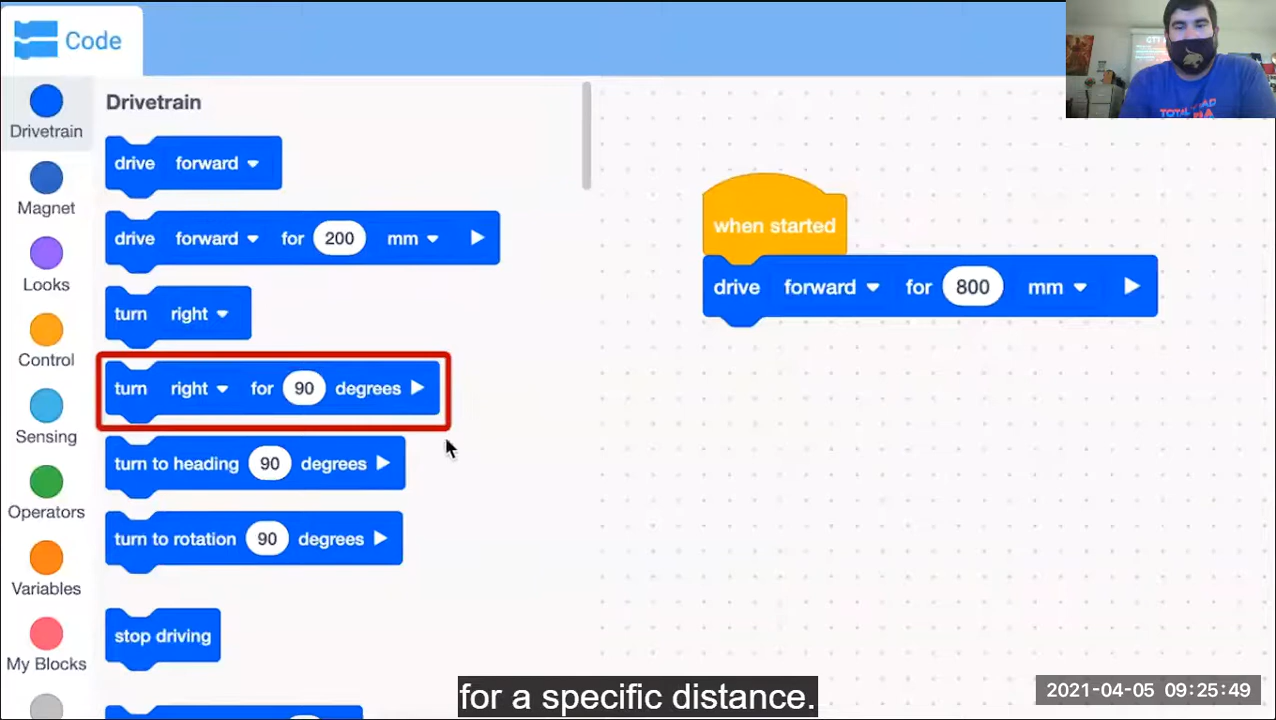 Code
Drivetrain
Magnet
Looks
Control
Sensing
Operators
Variables
My Blocks
Drivetrain
drive forward
drive forward for 200 mm
turn right
turn right for 90 degrees
turn to heading 90 degrees
turn to rotation 90 degrees
stop driving
when started
drive forward for 800 mm
TOTAL
for a specific distance.
2021-04-05 09:25:49